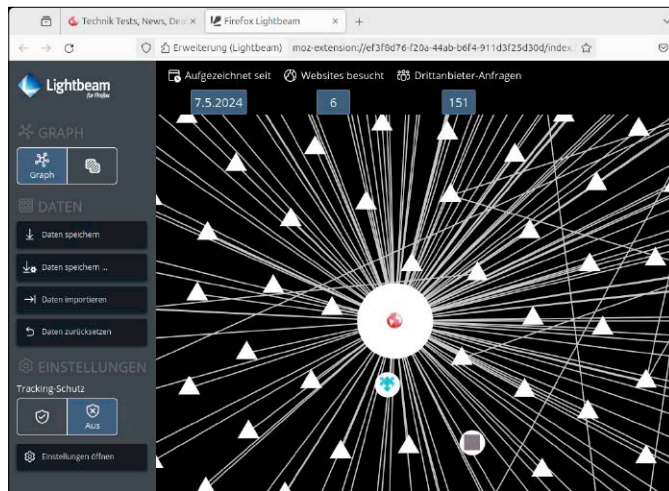 Technik Tests, News, Dea
Firefox Lightbeam
Erweiterung (Lightbeam)
moz-extension://ef3f8d76-f20a-44ab-b6f4-911d3f25d30d/index.
Lightbeam
for Firefox
Aufgezeichnet seit
Websites besucht
Drittanbieter-Anfragen
7.5.2024
6
151
GRAPH
Graph
DATEN
Daten speichern
Daten speichern ...
Daten importieren
Daten zurücksetzen
EINSTELLUNGEN
Tracking-Schutz
Aus
Einstellungen öffnen